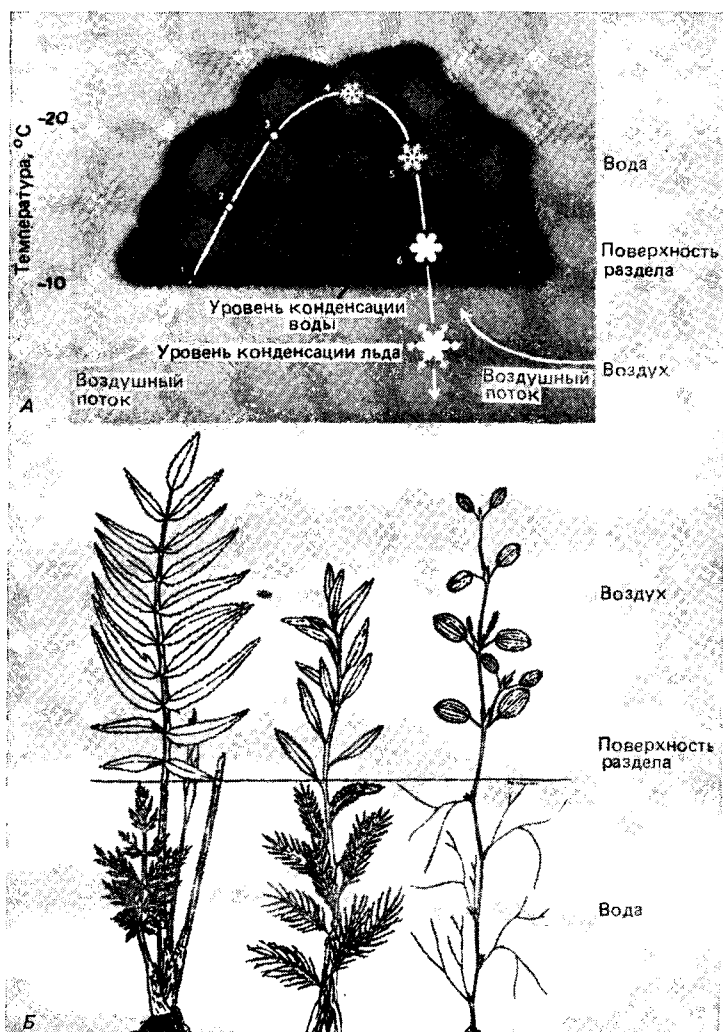 Температура, °C
-20
-10
1
2
3
4
5
6
Вода
Поверхность
раздела
Уровень конденсации
воды
Уровень конденсации льда
Воздушный
поток
Воздушный
поток
Воздух
А
Воздух
Поверхность
раздела
Вода
Б